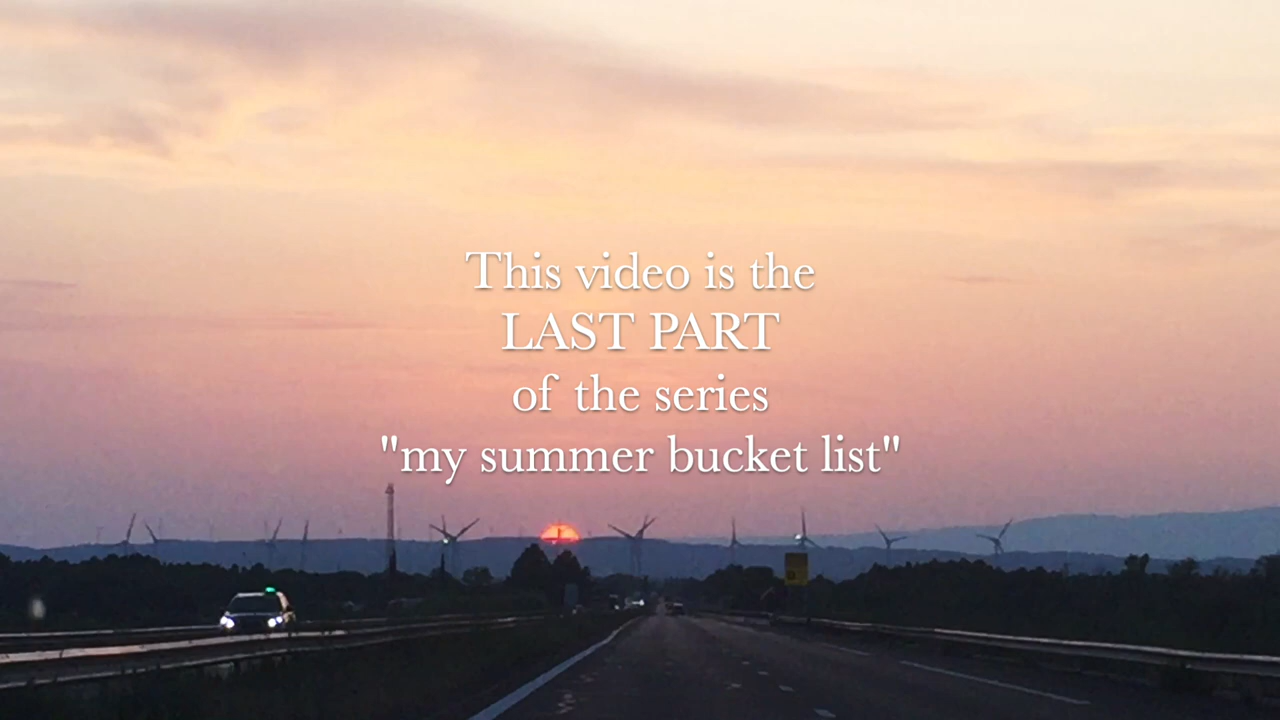 This video is the
LAST PART
of the series
"my summer bucket list"